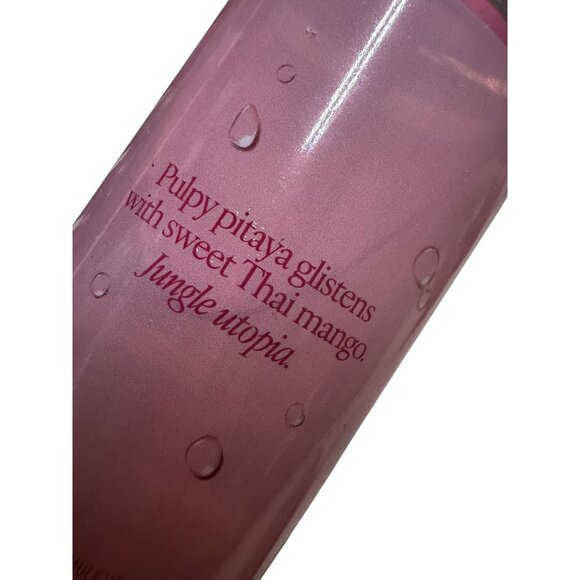 Pulpy pitaya glistens
with sweet Thai mango.
Jungle utopia.